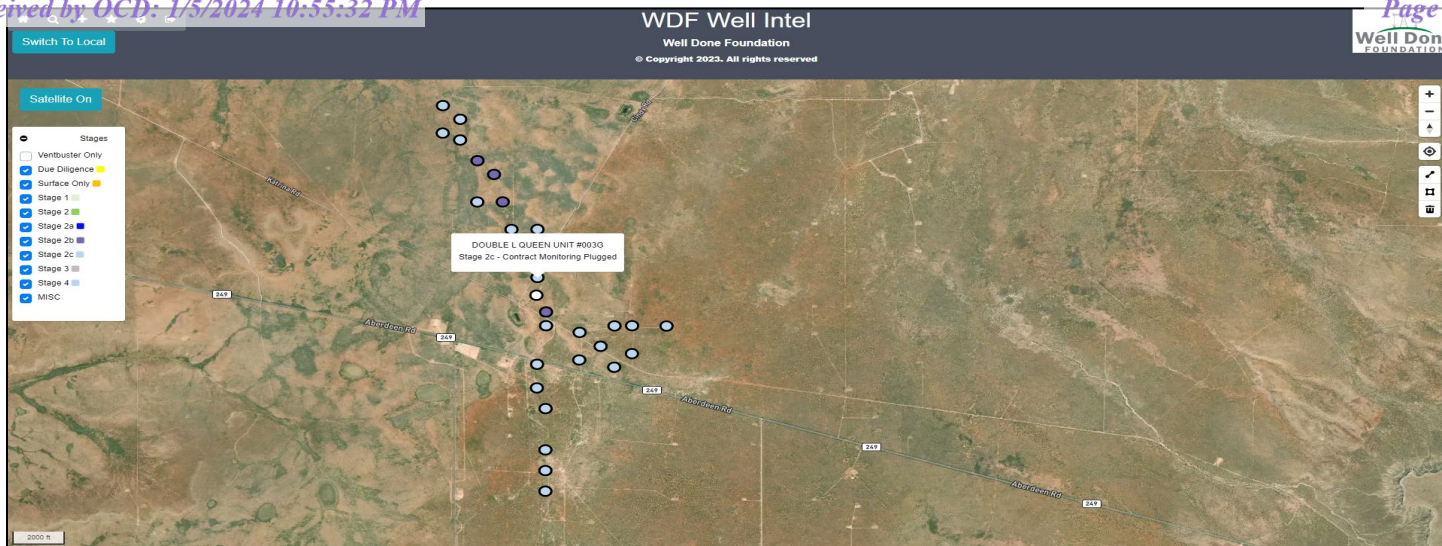 eived by OCD: 1/5/2024 10:55:32 PM
Page
WDF Well Intel
Well Done Foundation
© Copyright 2023. All rights reserved
Switch To Local
Well Don
FOUNDATION
Satellite On
Stages
Ventbuster Only
Due Diligence
Surface Only
Stage 1
Stage 2
Stage 2a
Stage 2b
Stage 2c
Stage 3
Stage 4
MISC
Katrina Rd
DOUBLE L QUEEN UNIT #003G
Stage 2c - Contract Monitoring Plugged
249
Aberdeen Rd
249
249
Aberdeen Rd
249
Aberdeen Rd
249
2000 ft